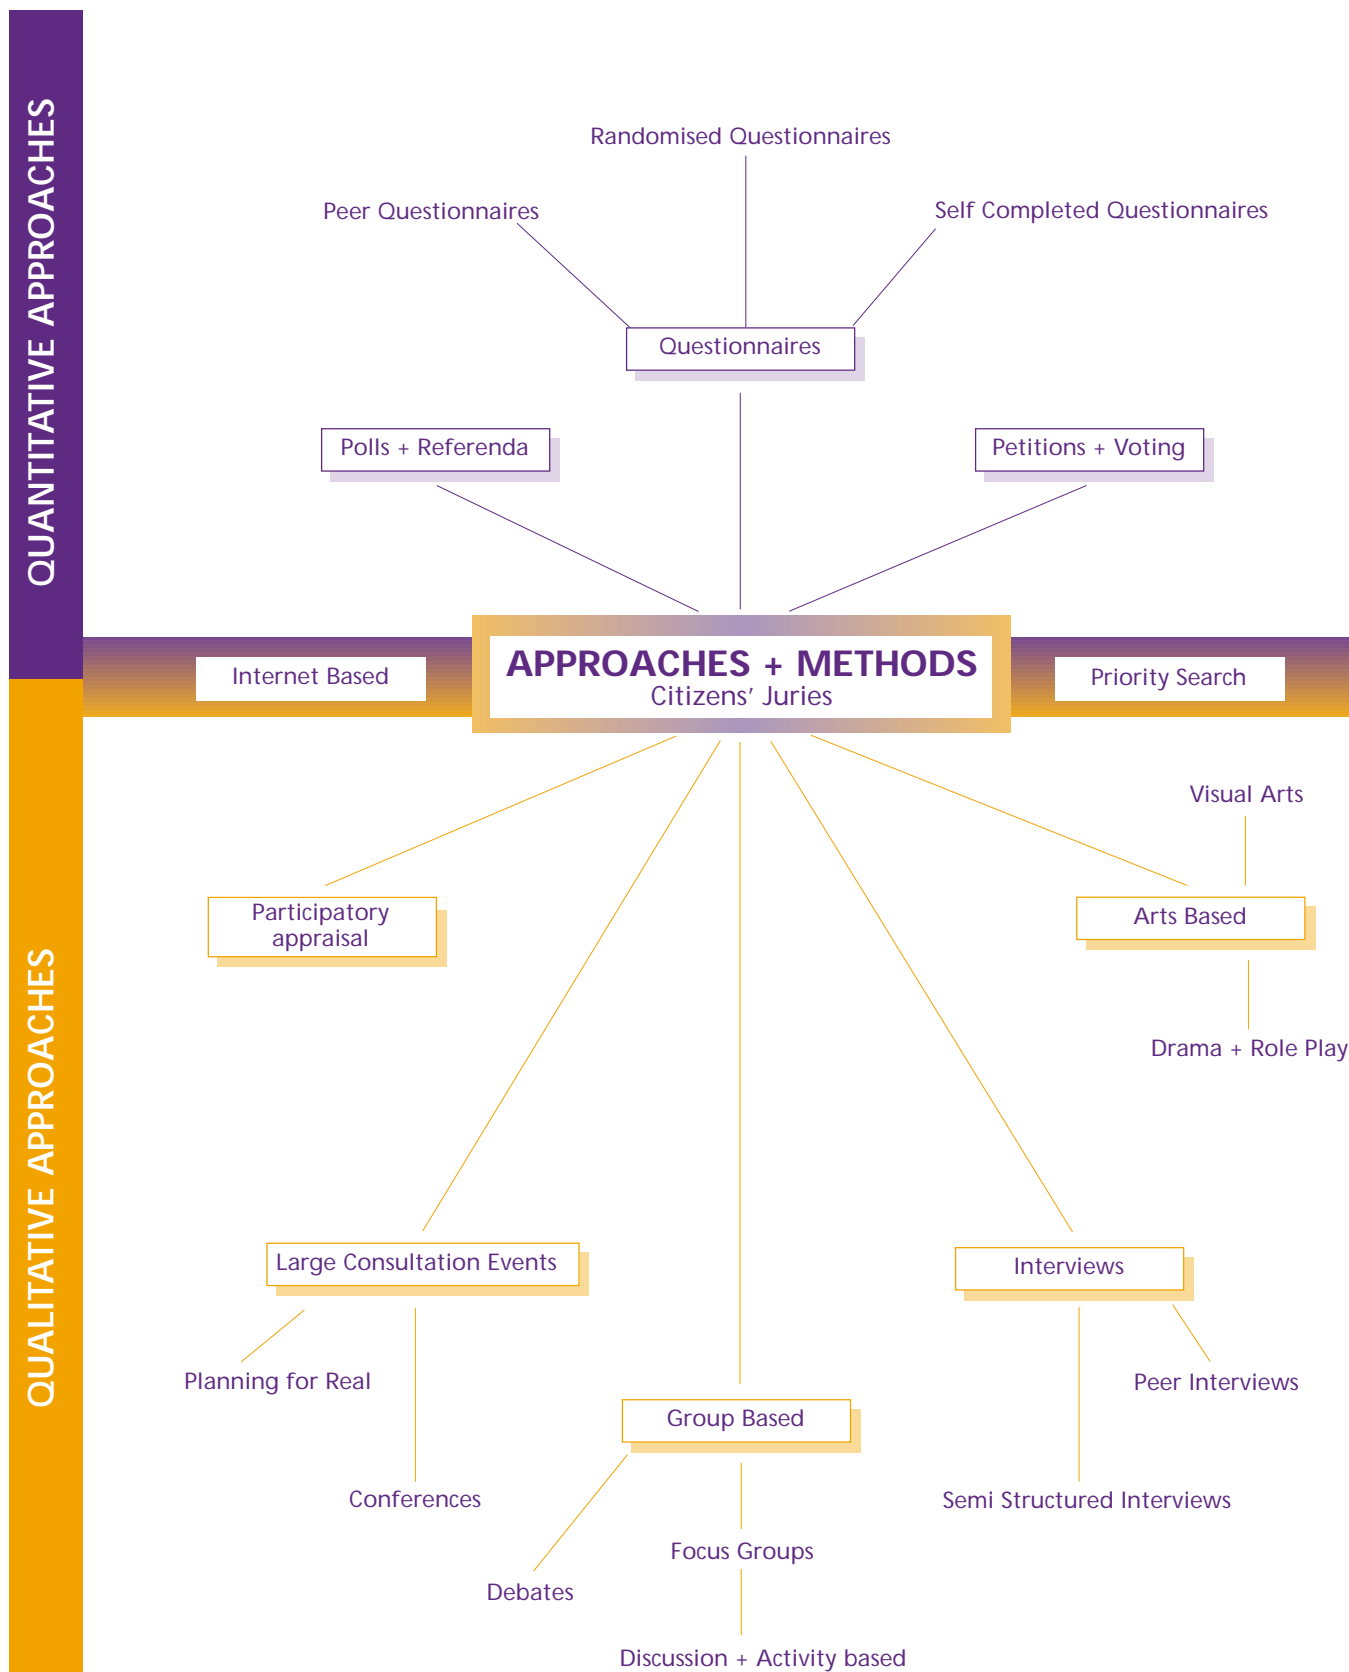 QUANTITATIVE APPROACHES
Randomised Questionnaires
Peer Questionnaires
Self Completed Questionnaires
Questionnaires
Polls + Referenda
Petitions + Voting
Internet Based
APPROACHES + METHODS
Citizens’ Juries
Priority Search
QUALITATIVE APPROACHES
Visual Arts
Participatory
appraisal
Arts Based
Drama + Role Play
Large Consultation Events
Interviews
Planning for Real
Peer Interviews
Group Based
Conferences
Semi Structured Interviews
Focus Groups
Debates
Discussion + Activity based